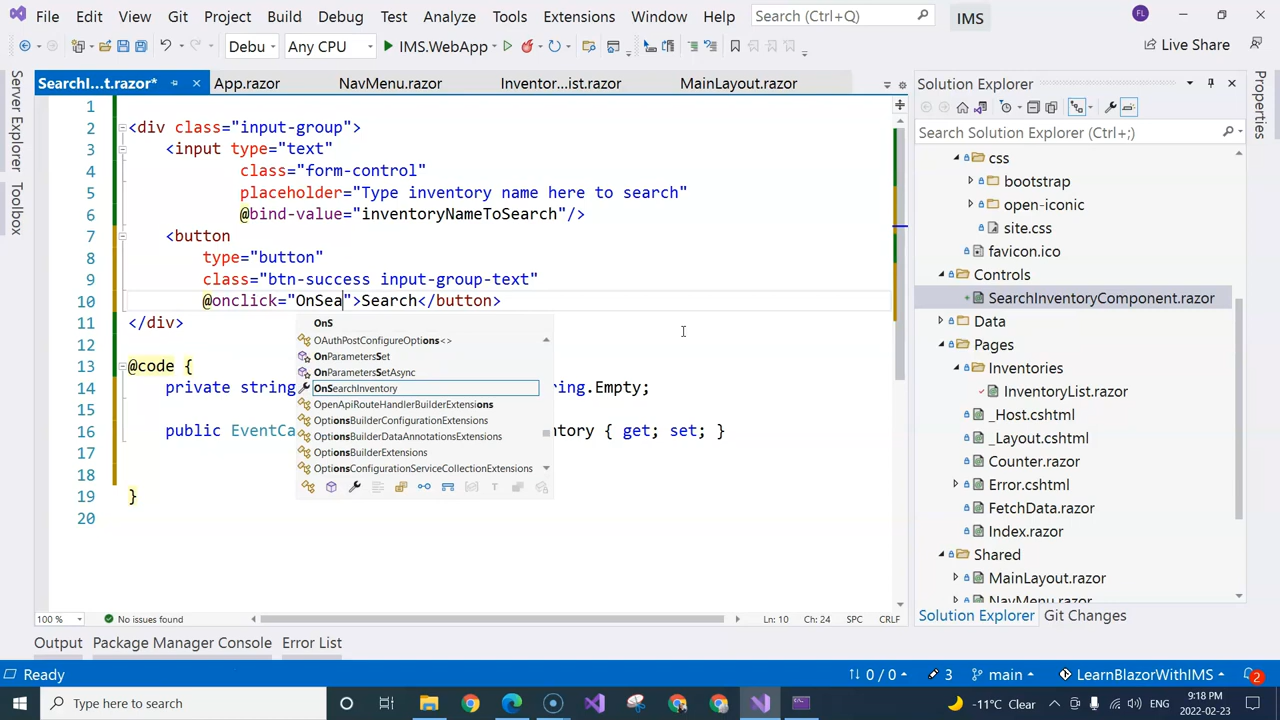 File Edit View Git Project Build Debug Test Analyze Tools Extensions Window Help Search (Ctrl+Q) IMS FL
Debu Any CPU IMS.WebApp Live Share
SearchI...t.razor* App.razor NavMenu.razor Inventor...ist.razor MainLayout.razor
Server Explorer
Toolbox
1
2 <div class="input-group">
3 <input type="text"
4 class="form-control"
5 placeholder="Type inventory name here to search"
6 @bind-value="inventoryNameToSearch"/>
7 <button
8 type="button"
9 class="btn-success input-group-text"
10 @onclick="OnSea">Search</button>
11 </div>
12
13 @code {
14 private string ring.Empty;
15
16 public EventCa ntory { get; set; }
17
18
19 }
20
OnS
OAuthPostConfigureOptions<>
OnParametersSet
OnParametersSetAsync
OnSearchInventory
OpenApiRouteHandlerBuilderExtensions
OptionsBuilderConfigurationExtensions
OptionsBuilderDataAnnotationsExtensions
OptionsBuilderExtensions
OptionsConfigurationServiceCollectionExtensions
100 % No issues found Ln: 10 Ch: 24 SPC CRLF
Solution Explorer
Search Solution Explorer (Ctrl+;)
css
bootstrap
open-iconic
site.css
favicon.ico
Controls
SearchInventoryComponent.razor
Data
Pages
Inventories
InventoryList.razor
_Host.cshtml
_Layout.cshtml
Counter.razor
Error.cshtml
FetchData.razor
Index.razor
Shared
MainLayout.razor
NavMenu.razor
Solution Explorer Git Changes
Properties
Output Package Manager Console Error List
Ready 0 / 0 3 main LearnBlazorWithIMS 2
Type here to search -11°C Clear ENG 9:18 PM
2022-02-23